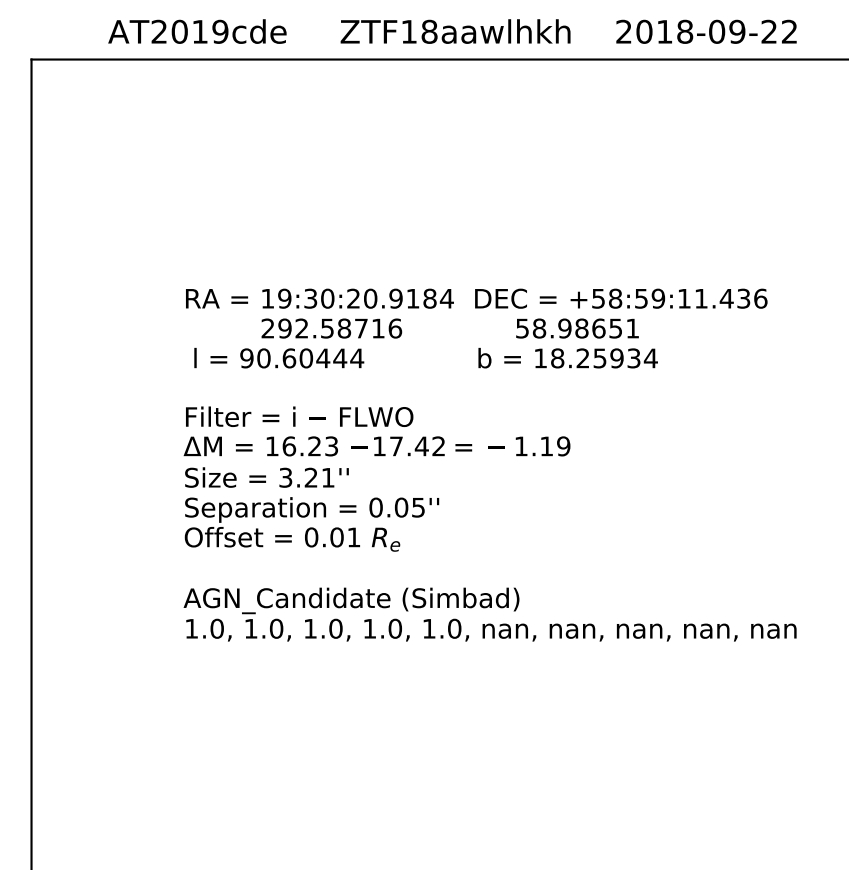 AT2019cde ZTF18aawlhkh 2018-09-22
RA = 19:30:20.9184 DEC = +58:59:11.436
292.58716 58.98651
l = 90.60444 b = 18.25934
Filter = i − FLWO
ΔM = 16.23 −17.42 = − 1.19
Size = 3.21''
Separation = 0.05''
Offset = 0.01 Re
AGN_Candidate (Simbad)
1.0, 1.0, 1.0, 1.0, 1.0, nan, nan, nan, nan, nan